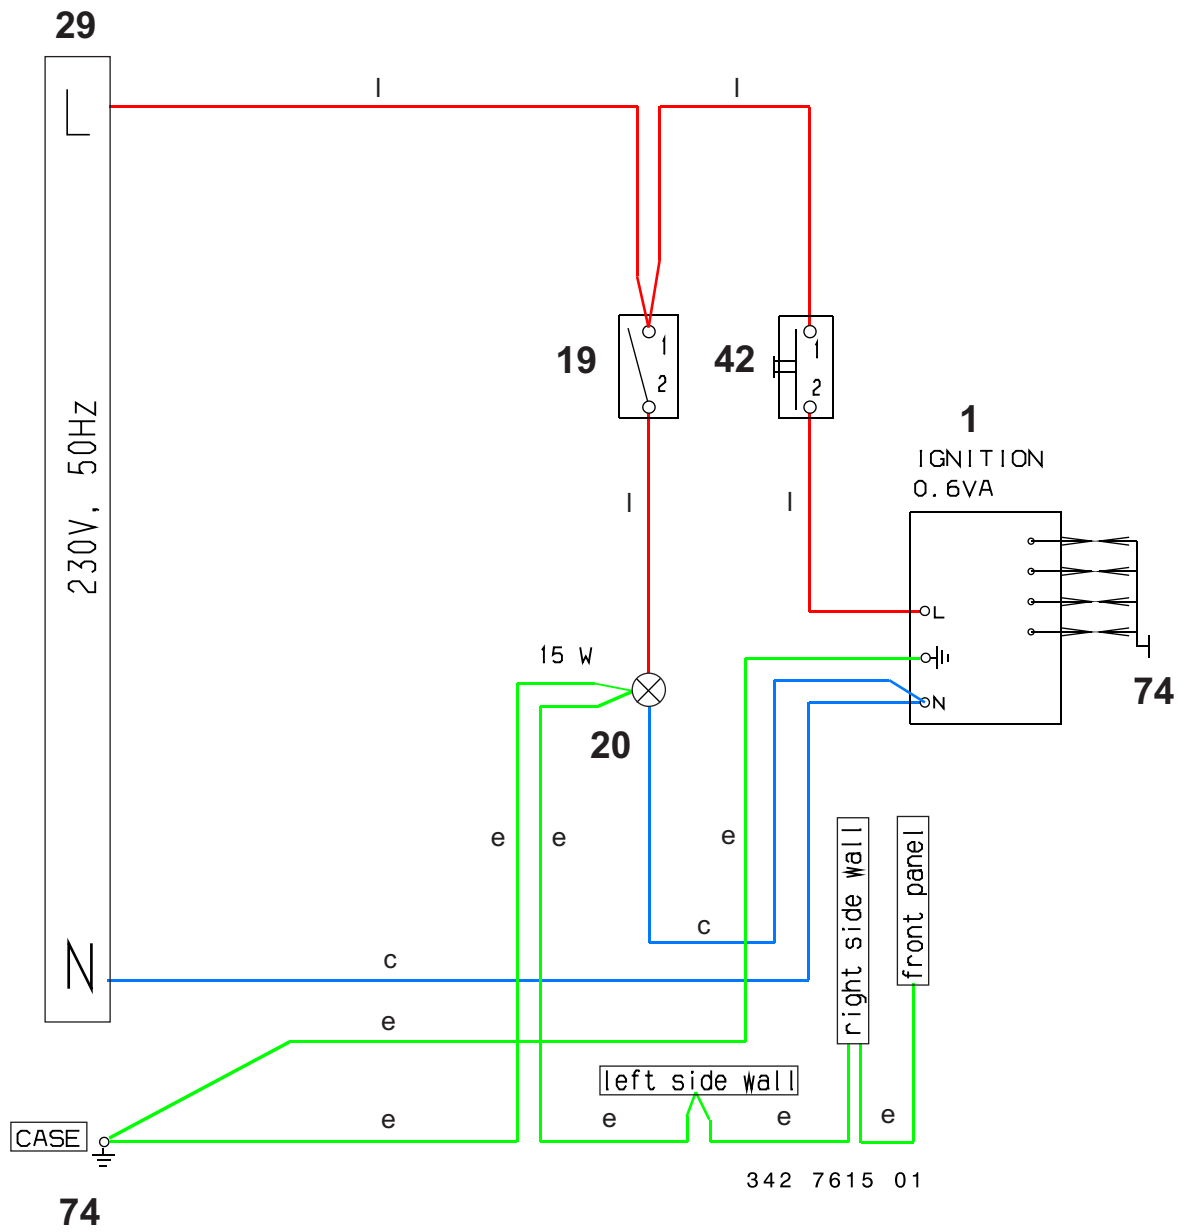 29
L
l
l
230V, 50HZ
19
1
2
42
1
2
1
IGNITION
0.6VA
l
l
L
N
74
15 W
20
e
e
e
right side wall
front panel
c
N
c
e
left side wall
CASE
e
e
e
e
342 7615 01
74